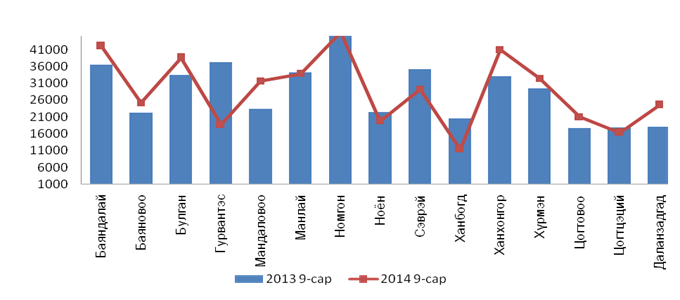 41000
36000
31000
26000
21000
16000
11000
6000
1000
Баяндалай
Баяновоо
Булган
Гурвантэс
Мандаловоо
Манлай
Номгон
Ноён
Сэврэй
Ханбогд
Ханхонгор
Хүрмэн
Цогтовоо
Цогтцэций
Даланзадгад
2013 9-сар
2014 9-сар